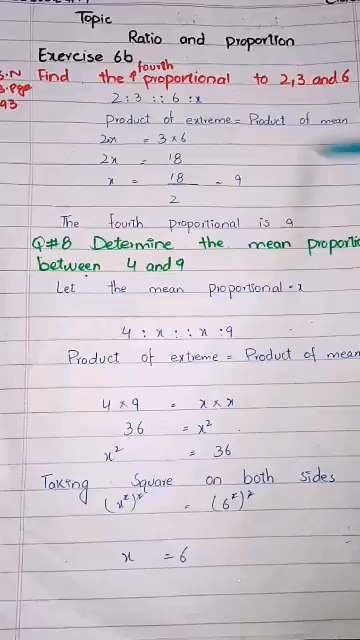 Topic
Ratio and proportion
Exercise 6b
fourth
S.N Find the proportional to 2,3 and 6
93
2 : 3 :: 6 : x
Product of extreme = Product of mean
2x = 3 × 6
2x = 18
x = 18 = 9
2
The fourth proportional is 9
Q#8 Determine the mean proportio
between 4 and 9
Let the mean proportional = x
4 : x :: x : 9
Product of extreme = Product of mean
4 × 9 = x × x
36 = x²
x² = 36
Taking Square on both sides
(x²)² = (6²)²
x = 6